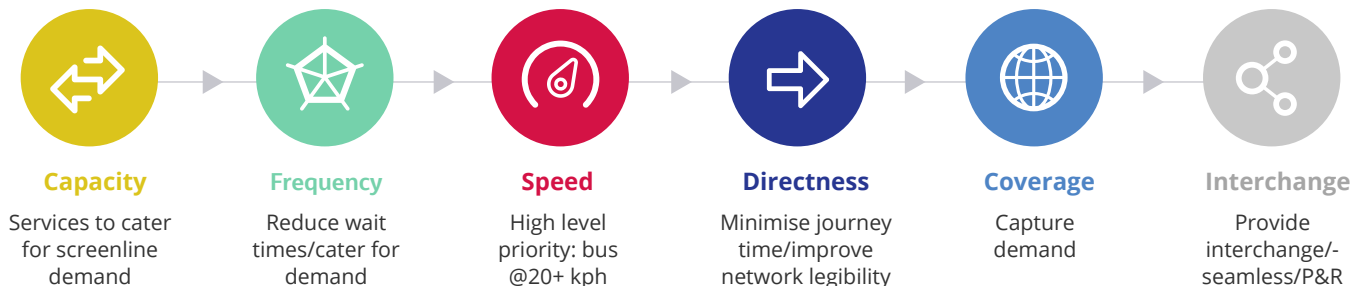 Capacity
Services to cater
for screenline
demand
Frequency
Reduce wait
times/cater for
demand
Speed
High level
priority: bus
@20+ kph
Directness
Minimise journey
time/improve
network legibility
Coverage
Capture
demand
Interchange
Provide
interchange/-
seamless/P&R